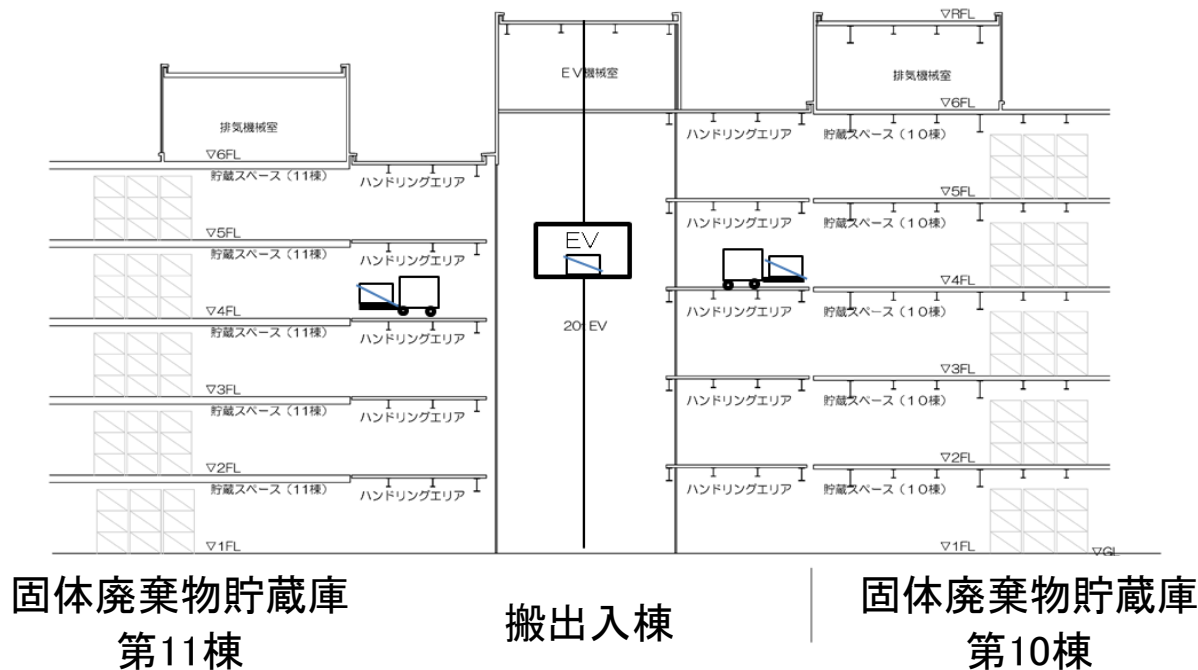 ▽RFL
EV機械室
排気機械室
▽6FL
排気機械室
ハンドリングエリア
貯蔵スペース（10棟）
▽6FL
貯蔵スペース（11棟）
ハンドリングエリア
▽5FL
ハンドリングエリア
貯蔵スペース（10棟）
▽5FL
貯蔵スペース（11棟）
ハンドリングエリア
EV
▽4FL
ハンドリングエリア
貯蔵スペース（10棟）
▽4FL
20t EV
貯蔵スペース（11棟）
ハンドリングエリア
▽3FL
ハンドリングエリア
貯蔵スペース（10棟）
▽3FL
貯蔵スペース（11棟）
ハンドリングエリア
▽2FL
ハンドリングエリア
貯蔵スペース（10棟）
▽2FL
貯蔵スペース（11棟）
ハンドリングエリア
▽1FL
▽1FL
▽GL
固体廃棄物貯蔵庫
第11棟
搬出入棟
固体廃棄物貯蔵庫
第10棟